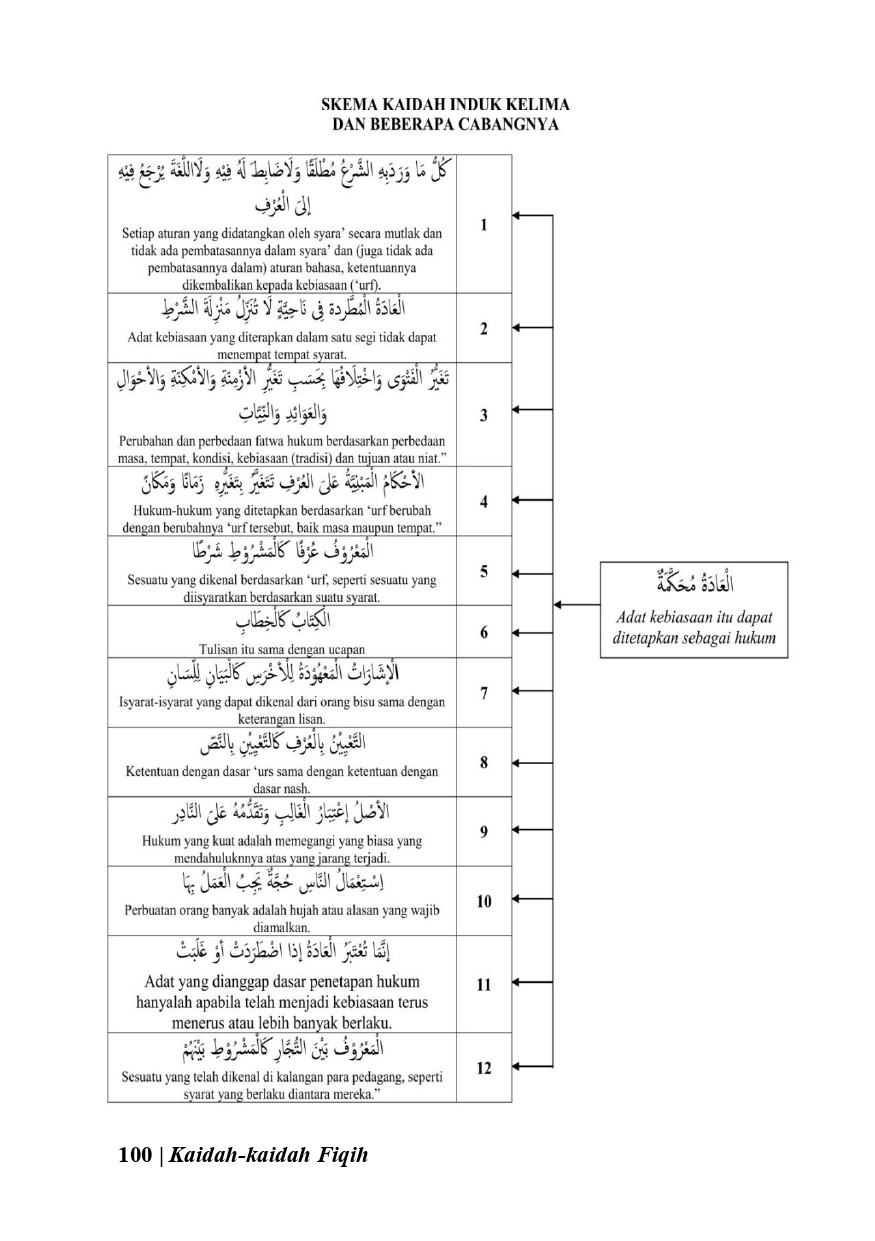 SKEMA KAIDAH INDUK KELIMA
DAN BEBERAPA CABANGNYA
كُلُّ مَا وَرَدَبِهِ الشَّرْعُ مُطْلَقًا وَلَاضَابِطَ لَهُ فِيْهِ وَلَااللُّغَةَ يُرْجَعُ فِيْهِ
إِلىَ الْعُرْفِ
Setiap aturan yang didatangkan oleh syara’ secara mutlak dan
tidak ada pembatasannya dalam syara’ dan (juga tidak ada
pembatasannya dalam) aturan bahasa, ketentuannya
dikembalikan kepada kebiasaan (‘urf).
1
الْعَادَةُ الْمُطَّردة فِى نَاحِيَّةٍ لَا تُنَزَّلُ مَنْزِلَةَ الشَّرْطِ
Adat kebiasaan yang diterapkan dalam satu segi tidak dapat
menempat tempat syarat.
2
تَغَيُّرُ الْفَتْوَى وَاخْتِلَافُهَا بِحَسَبِ تَغَيُّرِ الأَزْمِنَةِ وَالأَمْكِنَةِ وَالأَحْوَالِ
وَالعَوَائِدِ وَالنِّيَّاتِ
Perubahan dan perbedaan fatwa hukum berdasarkan perbedaan
masa, tempat, kondisi, kebiasaan (tradisi) dan tujuan atau niat.”
3
الأَحْكَامُ الْمَبْنِيَّةُ عَلىَ العُرْفِ تَتَغَيَّرُ بِتَغَيُّرِهِ زَمَانًا وَمَكَانً
Hukum-hukum yang ditetapkan berdasarkan ‘urf berubah
dengan berubahnya ‘urf tersebut, baik masa maupun tempat.”
4
الْمَعْرُوْفُ عُرْفًا كَالْمَشْرُوْطِ شَرْطًا
Sesuatu yang dikenal berdasarkan ‘urf, seperti sesuatu yang
diisyaratkan berdasarkan suatu syarat.
5
الْكِتَابُ كَالْخِطَابِ
Tulisan itu sama dengan ucapan
6
الْإِشَارَاتُ الْمَعْهُوْدَةُ لِلْأَخْرَسِ كَالْبَيَانِ لِلِّسَانِ
Isyarat-isyarat yang dapat dikenal dari orang bisu sama dengan
keterangan lisan.
7
التَّعْيِيْنُ بِالْعُرْفِ كَالتَّعْيِيْنِ بِالنَّصِّ
Ketentuan dengan dasar ‘urs sama dengan ketentuan dengan
dasar nash.
8
الأَصْلُ إِعْتِبَارُ الْغَالِبِ وَتَقَدُّمُهُ عَلىَ النَّادِر
Hukum yang kuat adalah memegangi yang biasa yang
mendahuluknnya atas yang jarang terjadi.
9
اِسْتِعْمَالُ النَّاسِ حُجَّةٌ يَجِبُ الْعَمَلُ بِهَا
Perbuatan orang banyak adalah hujah atau alasan yang wajib
diamalkan.
10
إِنَّمَا تُعْتَبَرُ الْعَادَةُ إِذا اضْطَرَدَتْ أَوْ غَلَبَتْ
Adat yang dianggap dasar penetapan hukum
hanyalah apabila telah menjadi kebiasaan terus
menerus atau lebih banyak berlaku.
11
الْمَعْرُوْفُ بَيْنَ التُّجَّارِ كَالْمَشْرُوْطِ بَيْنَهُمْ
Sesuatu yang telah dikenal di kalangan para pedagang, seperti
syarat yang berlaku diantara mereka.”
12
الْعَادَةُ مُحَكَّمَةٌ
Adat kebiasaan itu dapat
ditetapkan sebagai hukum
100 | Kaidah-kaidah Fiqih